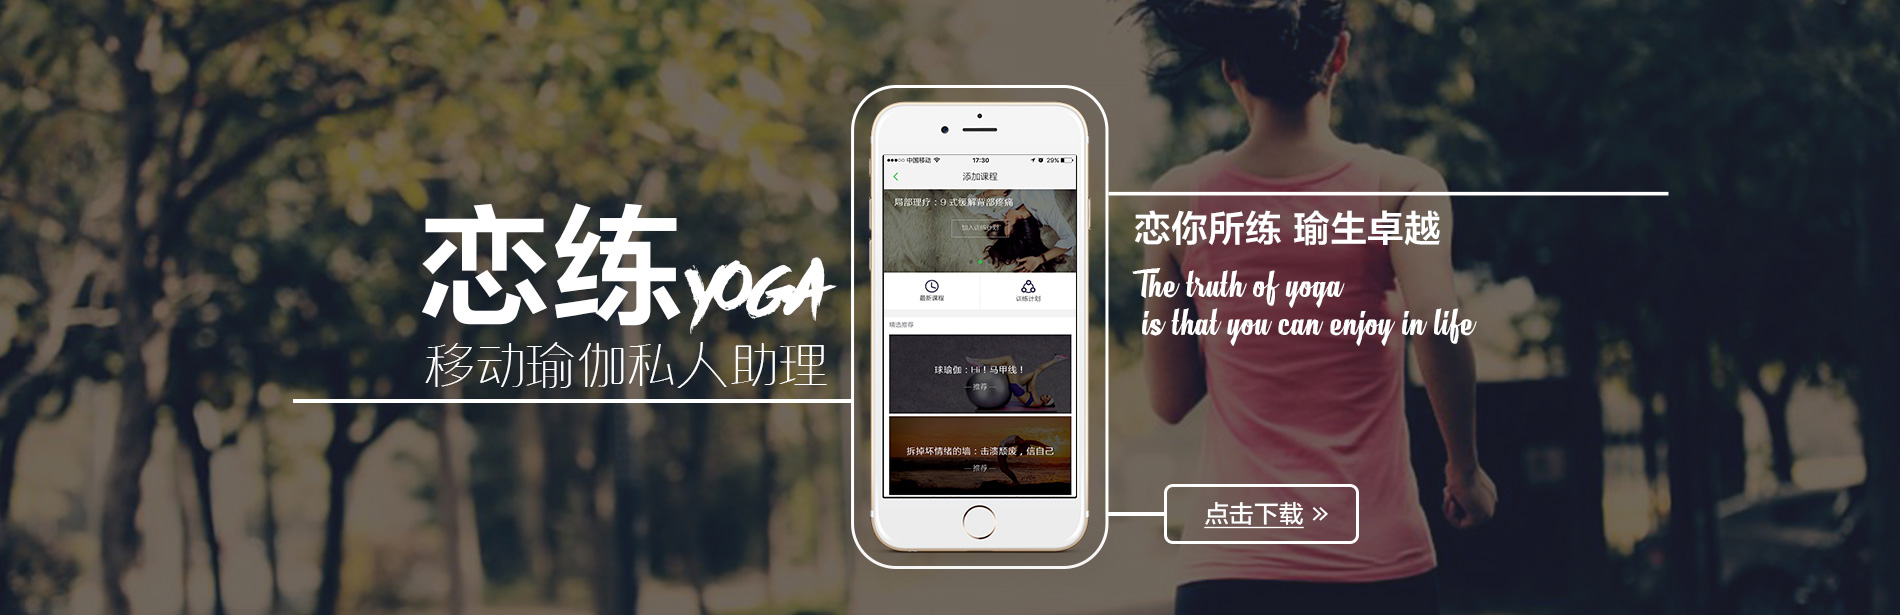 恋练YOGA
移动瑜伽私人助理
中国移动 17:30 29%
添加课程
局部理疗：9 式缓解背部疼痛
加入训练计划
最新课程 训练计划
精选推荐
球瑜伽：Hi！马甲线！
— 推荐 —
拆掉坏情绪的墙：击溃颓废，信自己
— 推荐 —
恋你所练 瑜生卓越
The truth of yoga
is that you can enjoy in life
点击下载 »